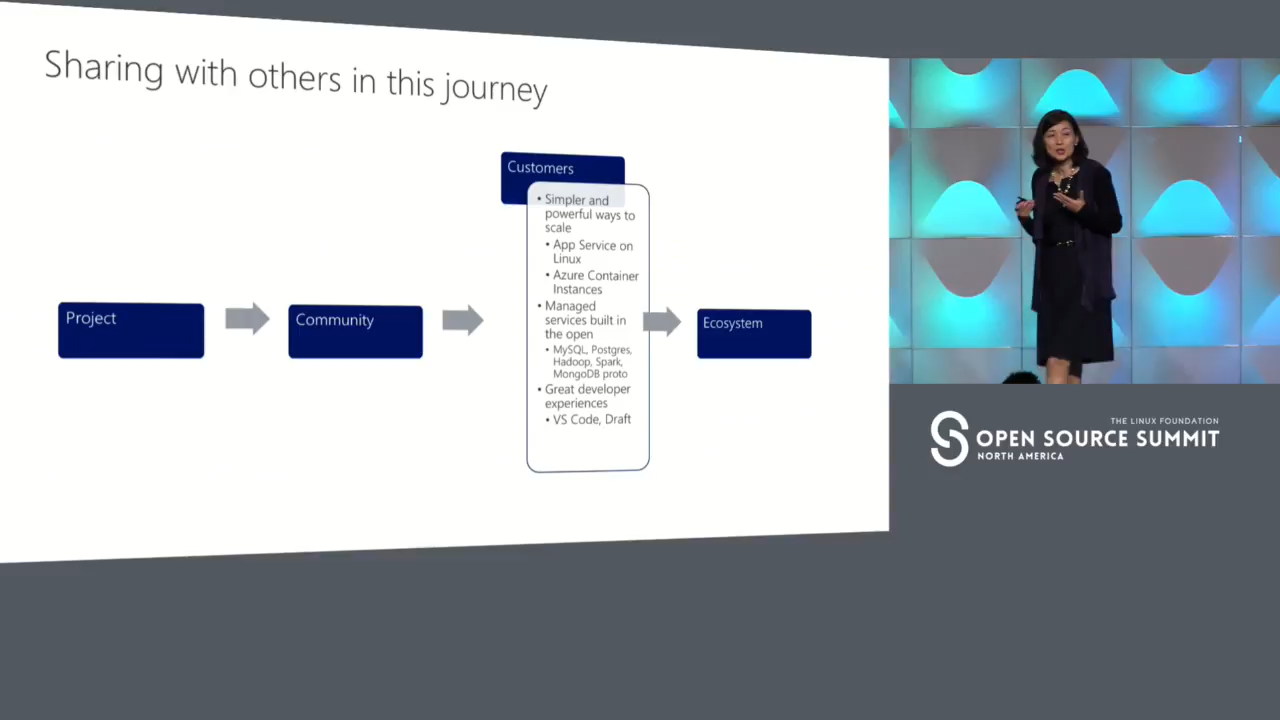 Sharing with others in this journey
Project
Community
Customers
• Simpler and
powerful ways to
scale
• App Service on
Linux
• Azure Container
Instances
• Managed
services built in
the open
• MySQL, Postgres,
Hadoop, Spark,
MongoDB proto
• Great developer
experiences
• VS Code, Draft
Ecosystem
THE LINUX FOUNDATION
OPEN SOURCE SUMMIT
NORTH AMERICA